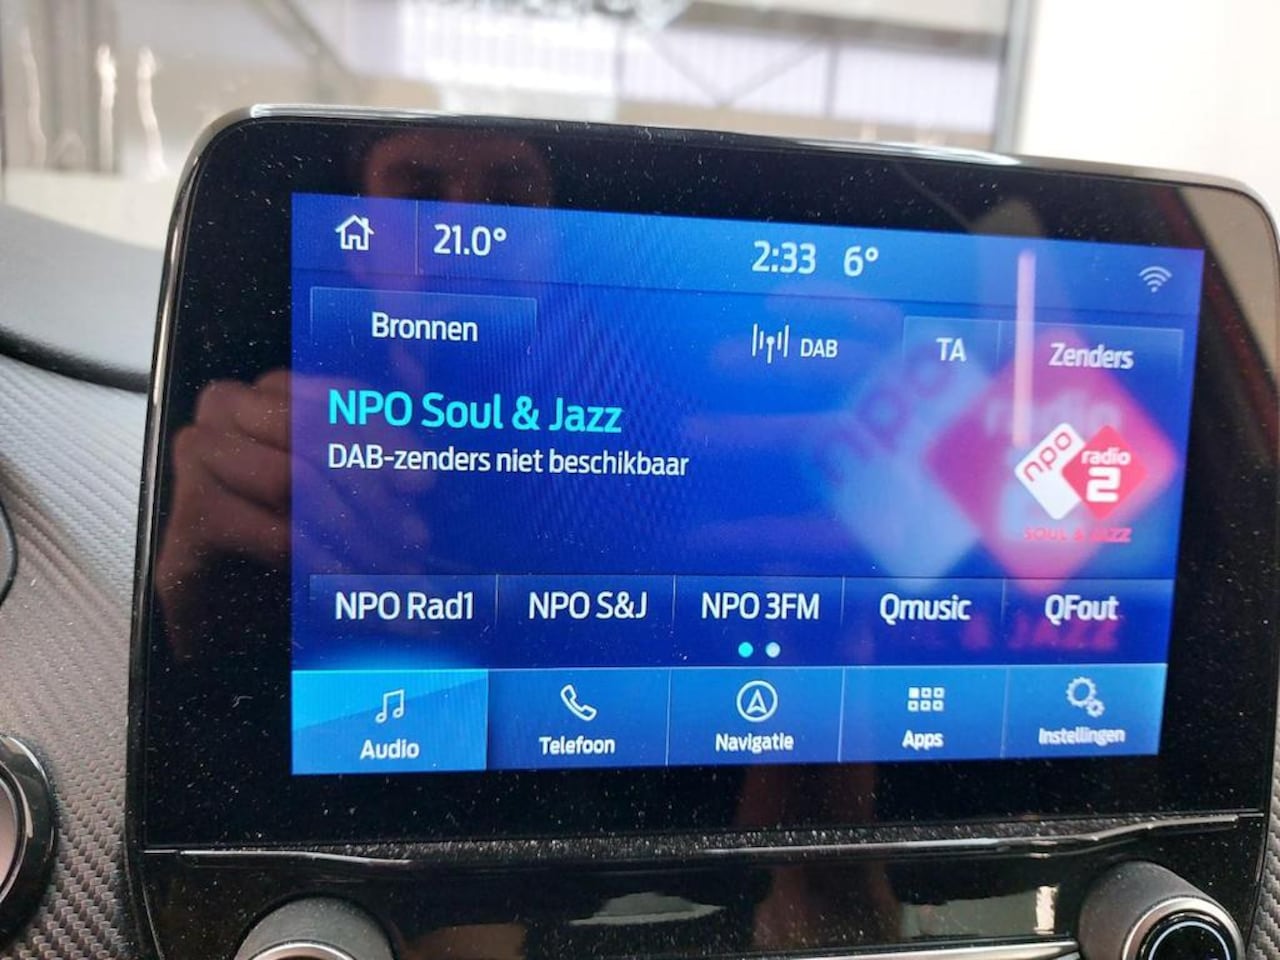 21.0°
2:33 6°
Bronnen
DAB
TA
Zenders
NPO Soul & Jazz
DAB-zenders niet beschikbaar
npo
radio
2
SOUL & JAZZ
NPO Rad1
NPO S&J
NPO 3FM
Qmusic
QFout
Audio
Telefoon
Navigatie
Apps
Instellingen